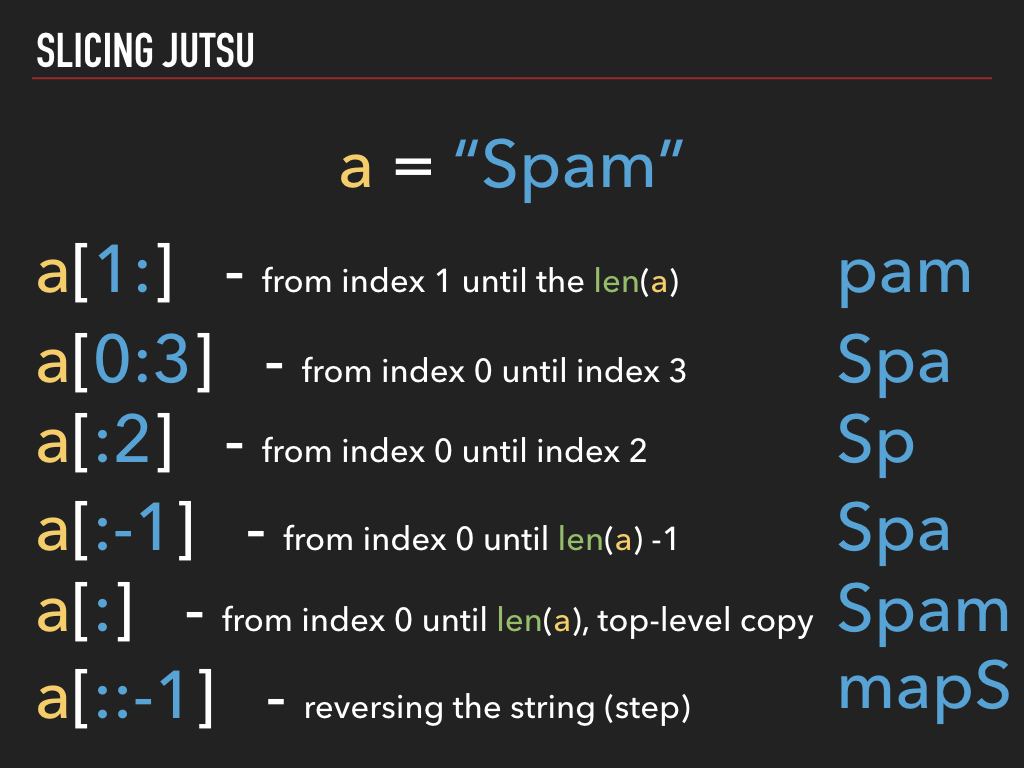 SLICING JUTSU
a = “Spam”
a[1:] - from index 1 until the len(a) pam
a[0:3] - from index 0 until index 3 Spa
a[:2] - from index 0 until index 2 Sp
a[:-1] - from index 0 until len(a) -1 Spa
a[:] - from index 0 until len(a), top-level copy Spam
a[::-1] - reversing the string (step) mapS